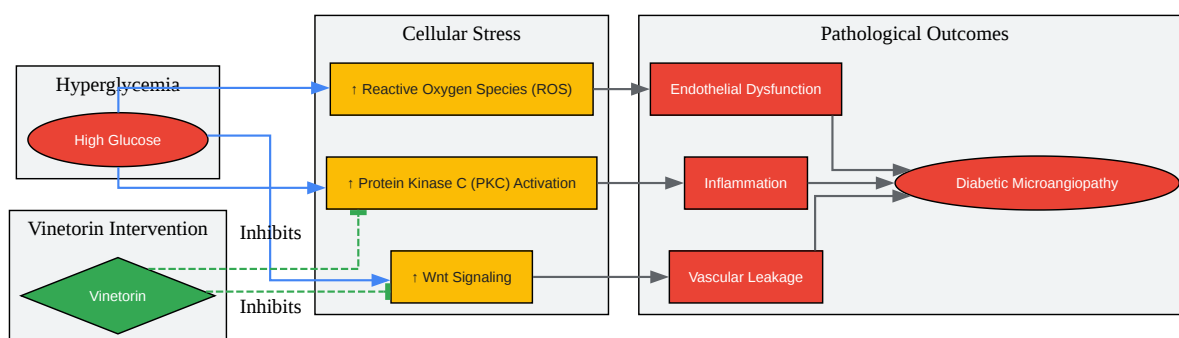 Hyperglycemia
High Glucose
Vinetorin Intervention
Vinetorin
Inhibits
Inhibits
Cellular Stress
↑ Reactive Oxygen Species (ROS)
↑ Protein Kinase C (PKC) Activation
↑ Wnt Signaling
Pathological Outcomes
Endothelial Dysfunction
Inflammation
Vascular Leakage
Diabetic Microangiopathy